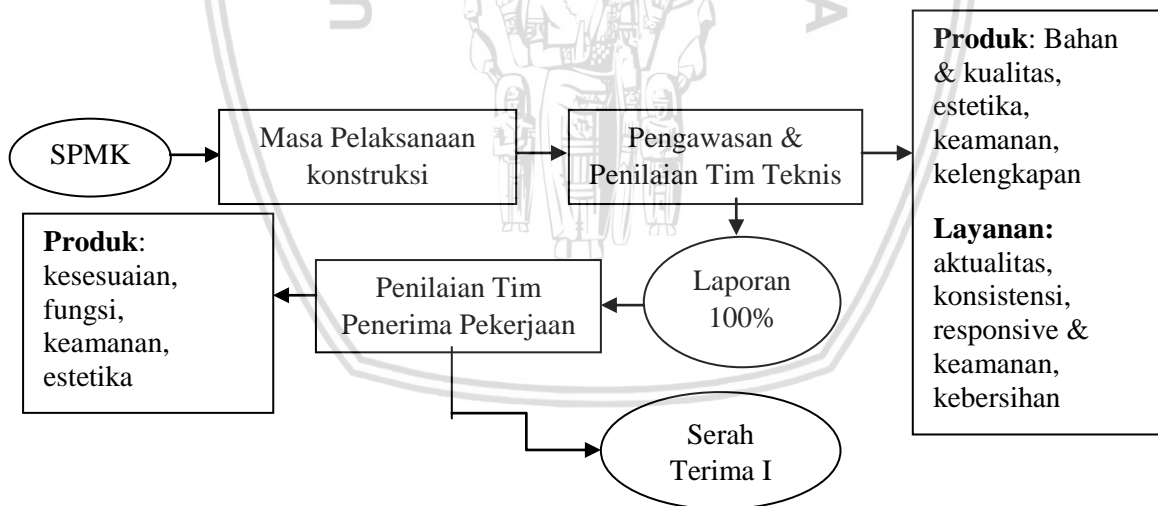 SPMK
Masa Pelaksanaan
konstruksi
Pengawasan &
Penilaian Tim Teknis
Produk: Bahan
& kualitas,
estetika,
keamanan,
kelengkapan
Layanan:
aktualitas,
konsistensi,
responsive &
keamanan,
kebersihan
Laporan
100%
Penilaian Tim
Penerima Pekerjaan
Produk:
kesesuaian,
fungsi,
keamanan,
estetika
Serah
Terima I
U
A